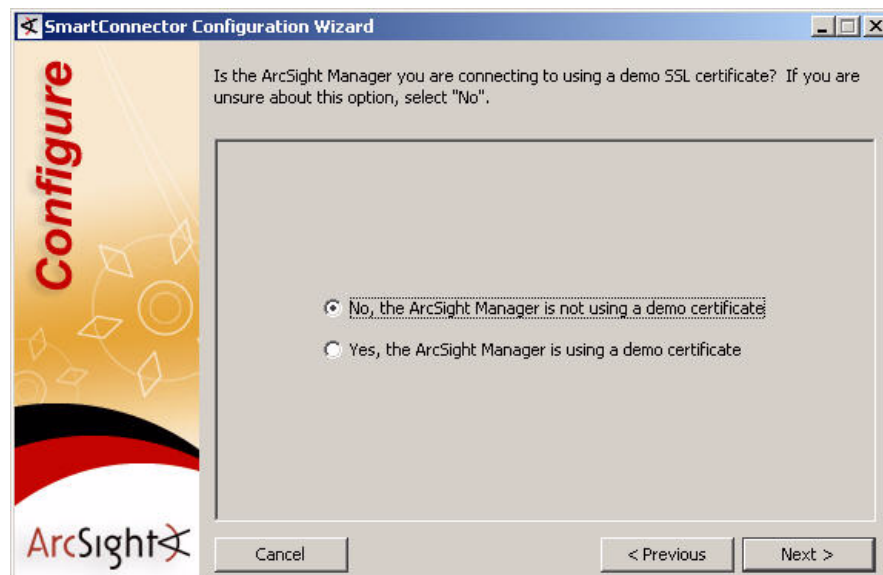 SmartConnector Configuration Wizard
Configure
Is the ArcSight Manager you are connecting to using a demo SSL certificate? If you are
unsure about this option, select "No".
No, the ArcSight Manager is not using a demo certificate
Yes, the ArcSight Manager is using a demo certificate
ArcSight
Cancel
< Previous
Next >